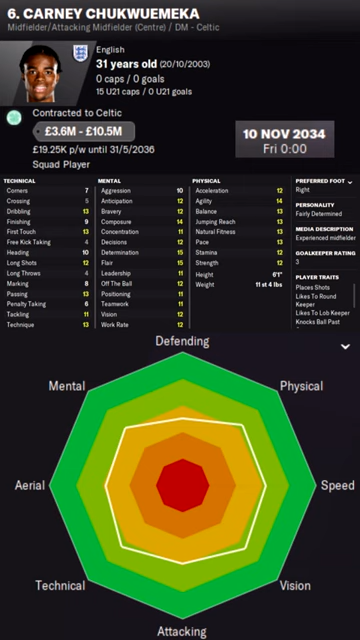 6. CARNEY CHUKWUEMEKA
Midfielder/Attacking Midfielder (Centre) / DM - Celtic
English
31 years old (20/10/2003)
0 caps / 0 goals
15 U21 caps / 0 U21 goals
Contracted to Celtic
£3.6M - £10.5M
£19.25K p/w until 31/5/2036
Squad Player
10 NOV 2034
Fri 0:00
TECHNICAL
Corners 7
Crossing 5
Dribbling 13
Finishing 9
First Touch 13
Free Kick Taking 4
Heading 10
Long Shots 12
Long Throws 4
Marking 8
Passing 13
Penalty Taking 6
Tackling 11
Technique 13
MENTAL
Aggression 10
Anticipation 12
Bravery 12
Composure 14
Concentration 11
Decisions 12
Determination 15
Flair 15
Leadership 11
Off The Ball 12
Positioning 11
Teamwork 11
Vision 12
Work Rate 12
PHYSICAL
Acceleration 12
Agility 14
Balance 13
Jumping Reach 13
Natural Fitness 13
Pace 13
Stamina 12
Strength 12
Height 6'1"
Weight 11 st 4 lbs
PREFERRED FOOT
Right
PERSONALITY
Fairly Determined
MEDIA DESCRIPTION
Experienced midfielder
GOALKEEPER RATING
3
PLAYER TRAITS
Places Shots
Likes To Round
Keeper
Likes To Lob Keeper
Knocks Ball Past
Defending
Physical
Speed
Vision
Attacking
Technical
Aerial
Mental